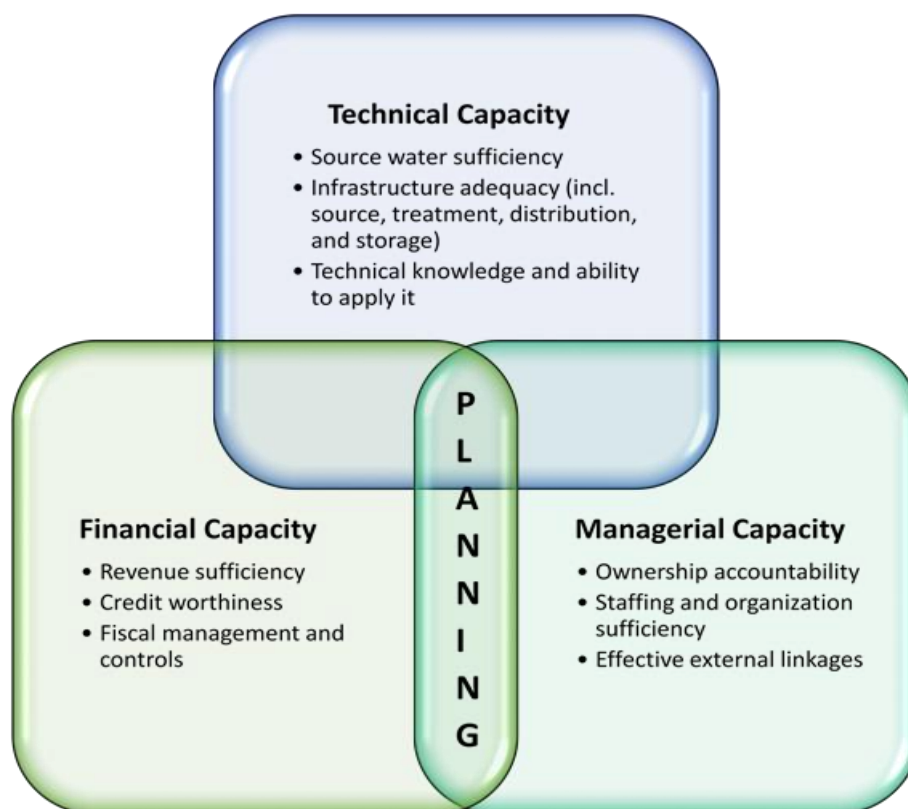 Technical Capacity
• Source water sufficiency
• Infrastructure adequacy (incl.
source, treatment, distribution,
and storage)
• Technical knowledge and ability
to apply it
Financial Capacity
• Revenue sufficiency
• Credit worthiness
• Fiscal management and
controls
P
L
A
N
N
I
N
G
Managerial Capacity
• Ownership accountability
• Staffing and organization
sufficiency
• Effective external linkages